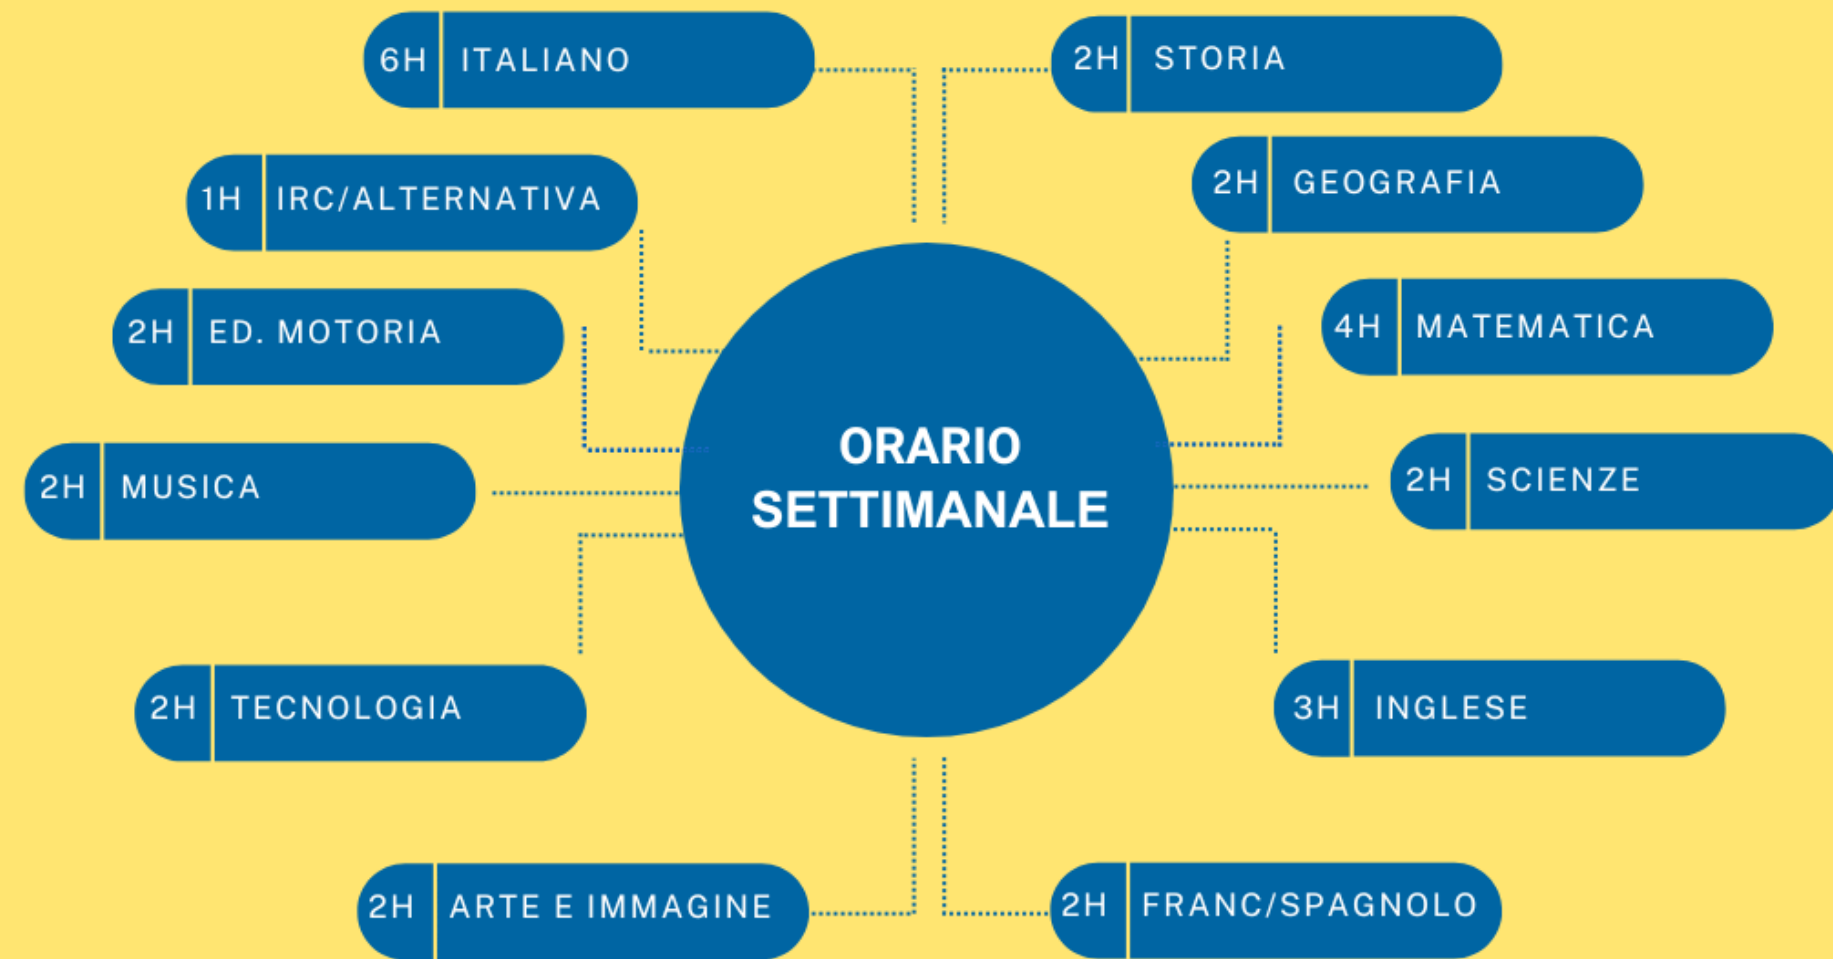 6H ITALIANO
2H STORIA
1H IRC/ALTERNATIVA
2H GEOGRAFIA
2H ED. MOTORIA
4H MATEMATICA
ORARIO
SETTIMANALE
2H MUSICA
2H SCIENZE
2H TECNOLOGIA
3H INGLESE
2H ARTE E IMMAGINE
2H FRANC/SPAGNOLO